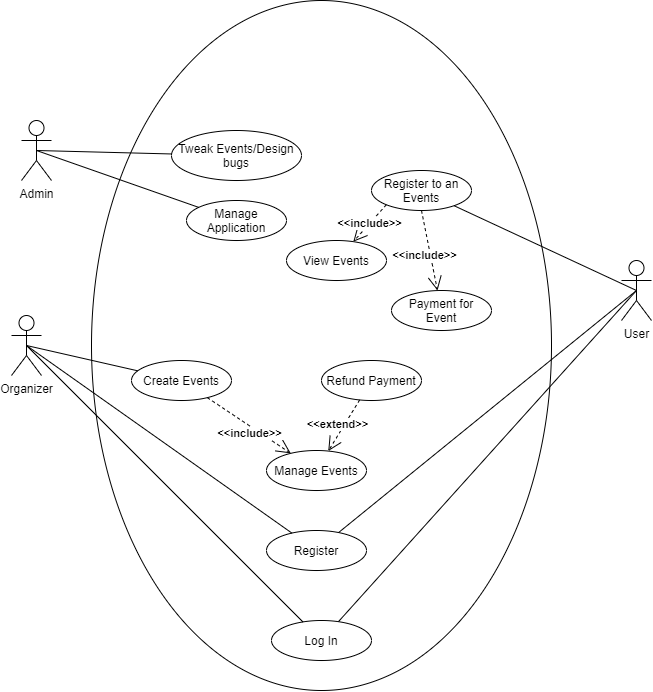 Tweak Events/Design
bugs
Admin
Register to an
Events
Manage
Application
<<include>>
<<include>>
View Events
Payment for
Event
User
Organizer
Create Events
Refund Payment
<<include>>
<<extend>>
Manage Events
Register
Log In